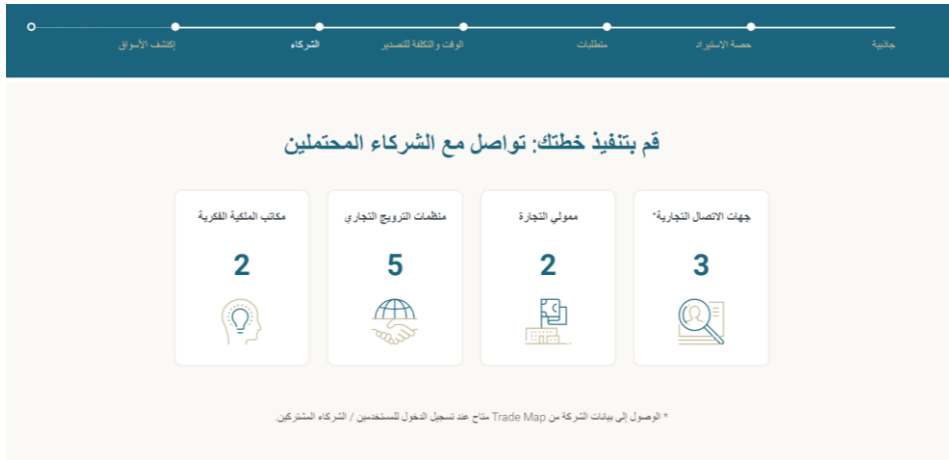 جاذبية
حصة الاستيراد
متطلبات
الوقت والتكلفة للتصدير
الشركاء
إكتشف الأسواق
قم بتنفيذ خطتك: تواصل مع الشركاء المحتملين
جهات الاتصال التجارية*
3
ممولي التجارة
2
منظمات الترويج التجاري
5
مكاتب الملكية الفكرية
2
* الوصول إلى بيانات الشركة من Trade Map متاح عند تسجيل الدخول للمستخدمين / الشركاء المشتركين.